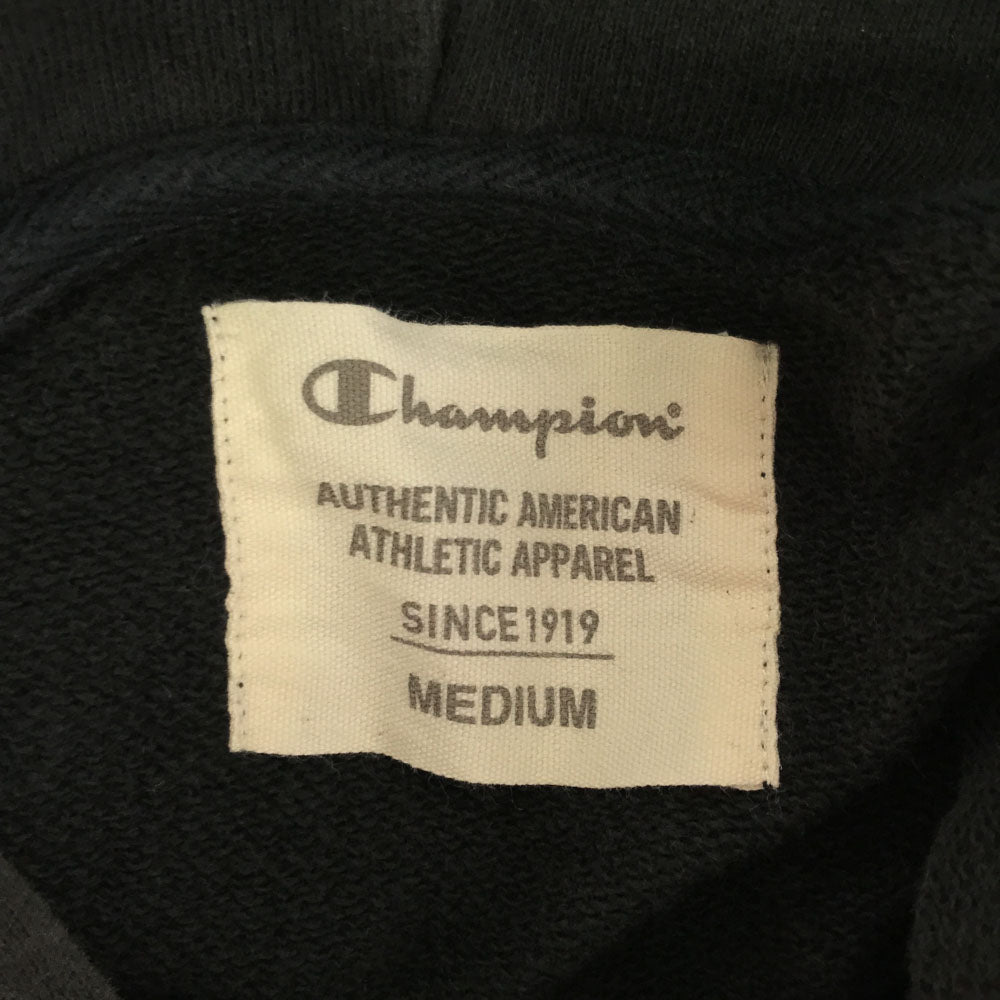 Champion
AUTHENTIC AMERICAN
ATHLETIC APPAREL
SINCE 1919
MEDIUM